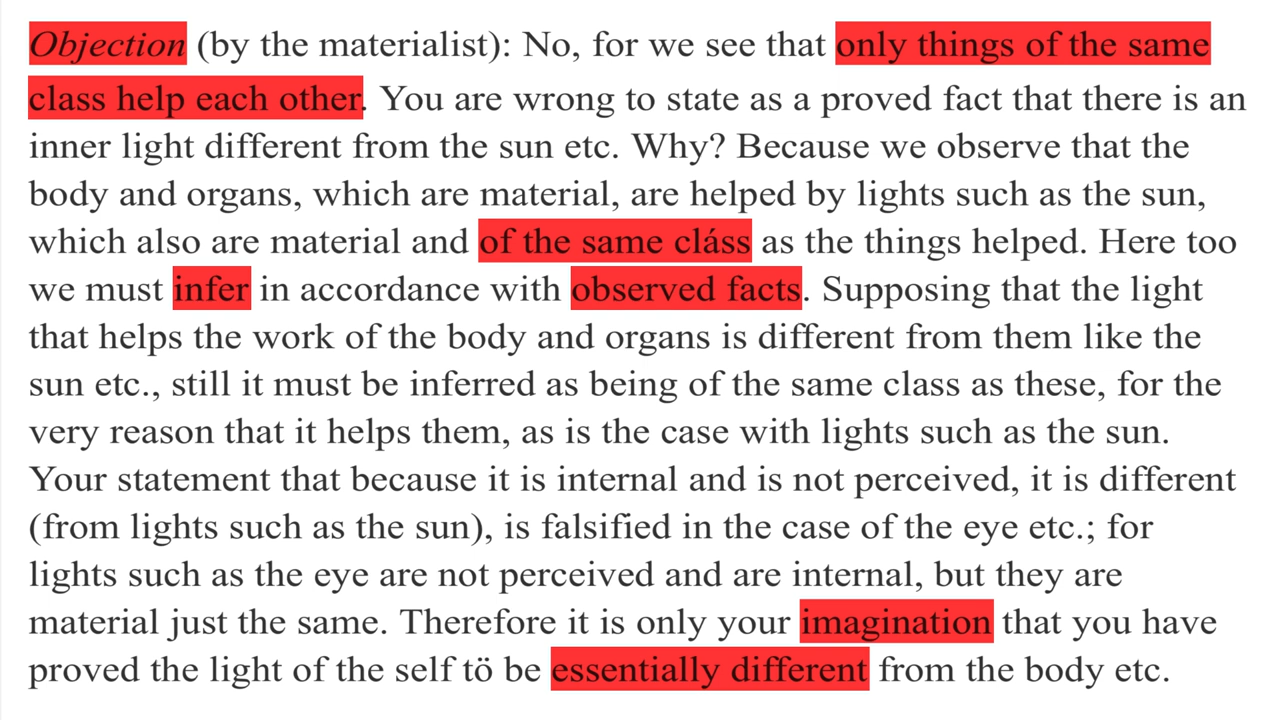 Objection (by the materialist): No, for we see that only things of the same
class help each other. You are wrong to state as a proved fact that there is an
inner light different from the sun etc. Why? Because we observe that the
body and organs, which are material, are helped by lights such as the sun,
which also are material and of the same cláss as the things helped. Here too
we must infer in accordance with observed facts. Supposing that the light
that helps the work of the body and organs is different from them like the
sun etc., still it must be inferred as being of the same class as these, for the
very reason that it helps them, as is the case with lights such as the sun.
Your statement that because it is internal and is not perceived, it is different
(from lights such as the sun), is falsified in the case of the eye etc.; for
lights such as the eye are not perceived and are internal, but they are
material just the same. Therefore it is only your imagination that you have
proved the light of the self tö be essentially different from the body etc.